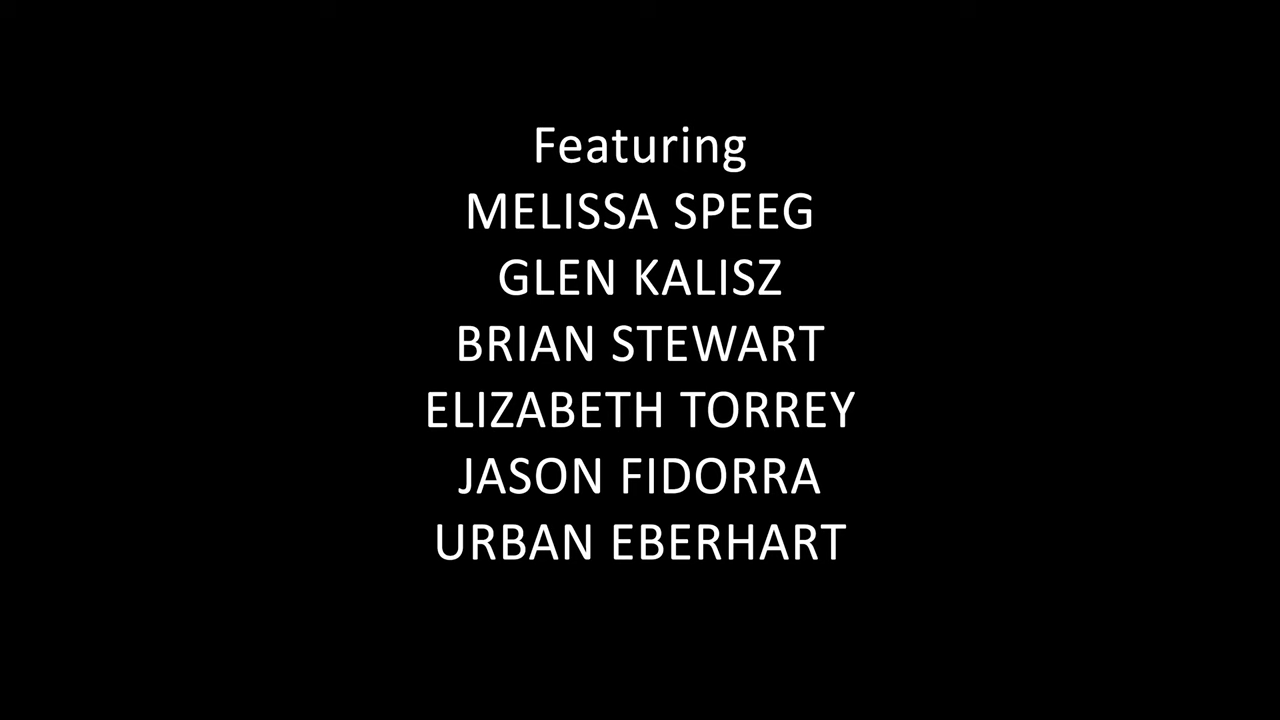 Featuring
MELISSA SPEEG
GLEN KALISZ
BRIAN STEWART
ELIZABETH TORREY
JASON FIDORRA
URBAN EBERHART